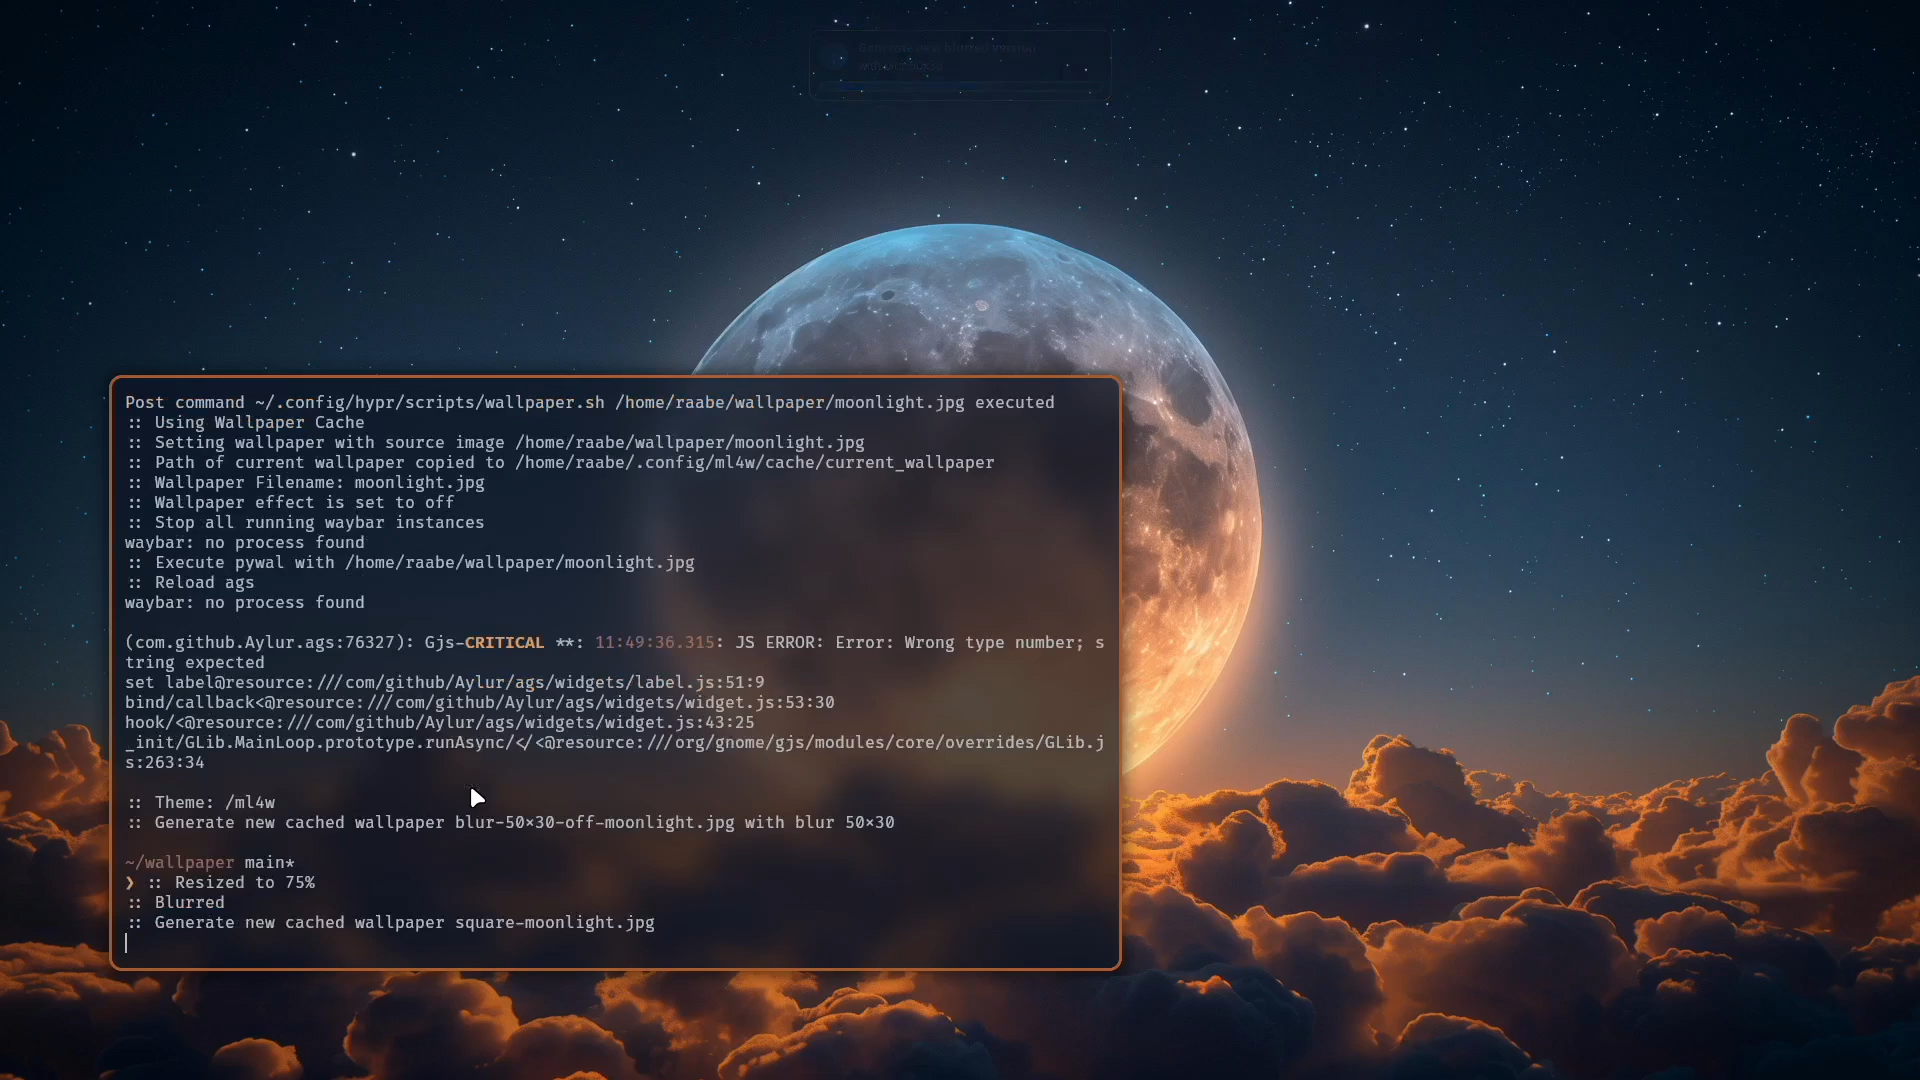 Post command ~/.config/hypr/scripts/wallpaper.sh /home/raabe/wallpaper/moonlight.jpg executed
:: Using Wallpaper Cache
:: Setting wallpaper with source image /home/raabe/wallpaper/moonlight.jpg
:: Path of current wallpaper copied to /home/raabe/.config/ml4w/cache/current_wallpaper
:: Wallpaper Filename: moonlight.jpg
:: Wallpaper effect is set to off
:: Stop all running waybar instances
waybar: no process found
:: Execute pywal with /home/raabe/wallpaper/moonlight.jpg
:: Reload ags
waybar: no process found
(com.github.Aylur.ags:76327): Gjs-CRITICAL **: 11:49:36.315: JS ERROR: Error: Wrong type number; s
tring expected
set label@resource:///com/github/Aylur/ags/widgets/label.js:51:9
bind/callback<@resource:///com/github/Aylur/ags/widgets/widget.js:53:30
hook/<@resource:///com/github/Aylur/ags/widgets/widget.js:43:25
_init/GLib.MainLoop.prototype.runAsync/</<@resource:///org/gnome/gjs/modules/core/overrides/GLib.j
s:263:34
:: Theme: /ml4w
:: Generate new cached wallpaper blur-50x30-off-moonlight.jpg with blur 50x30
~/wallpaper main*
❯ :: Resized to 75%
:: Blurred
:: Generate new cached wallpaper square-moonlight.jpg